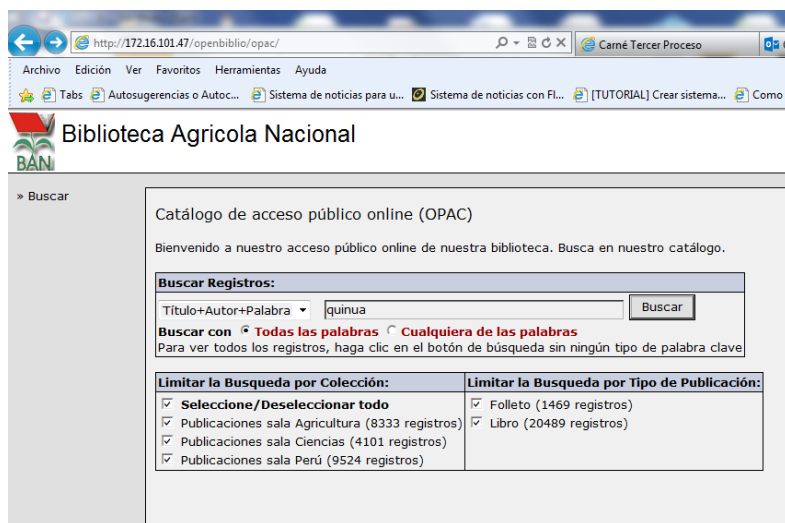 http://172.16.101.47/openbiblio/opac/
Carné Tercer Proceso
Archivo Edición Ver Favoritos Herramientas Ayuda
Tabs Autosugerencias o Autoc... Sistema de noticias para u... Sistema de noticias con Fl... [TUTORIAL] Crear sistema... Como
BAN
Biblioteca Agricola Nacional
» Buscar
Catálogo de acceso público online (OPAC)
Bienvenido a nuestro acceso público online de nuestra biblioteca. Busca en nuestro catálogo.
Buscar Registros:
Título+Autor+Palabra quinua Buscar
Buscar con Todas las palabras Cualquiera de las palabras
Para ver todos los registros, haga clic en el botón de búsqueda sin ningún tipo de palabra clave
Limitar la Busqueda por Colección: Limitar la Busqueda por Tipo de Publicación:
Seleccione/Deseleccionar todo Folleto (1469 registros)
Publicaciones sala Agricultura (8333 registros) Libro (20489 registros)
Publicaciones sala Ciencias (4101 registros)
Publicaciones sala Perú (9524 registros)